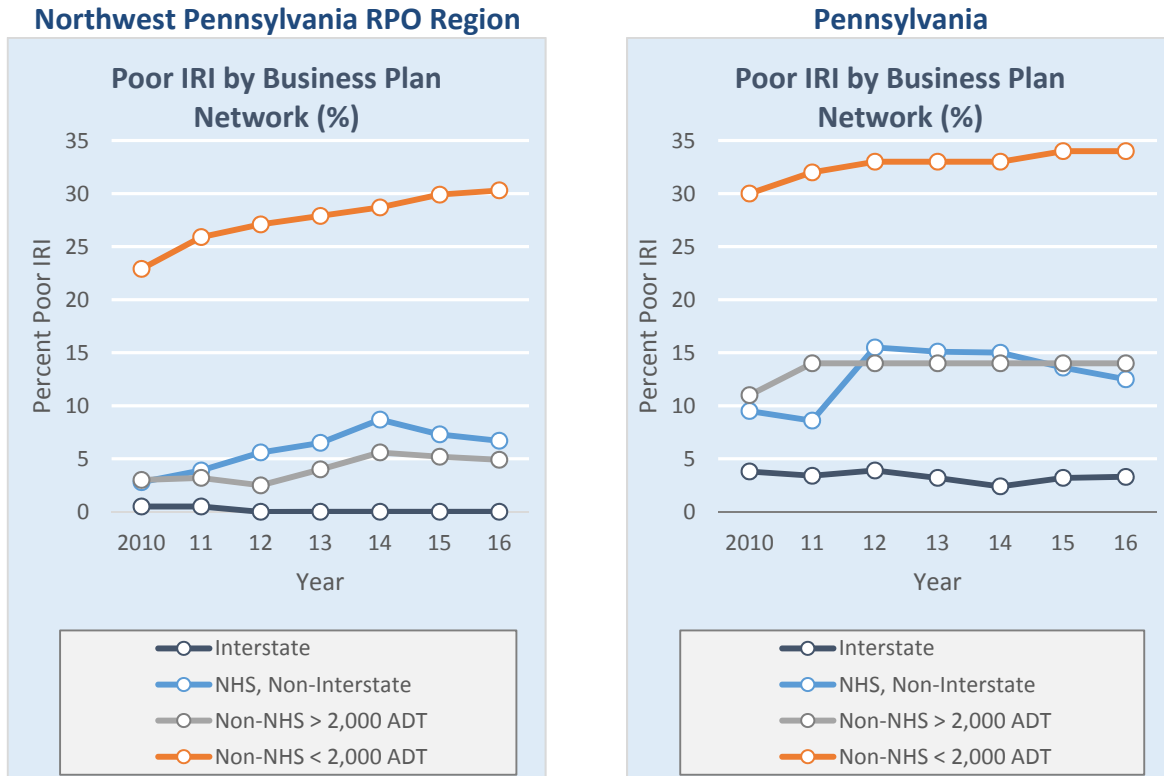 Northwest Pennsylvania RPO Region
Poor IRI by Business Plan
Network (%)
Percent Poor IRI
35
30
25
20
15
10
5
0
2010 11 12 13 14 15 16
Year
Interstate
NHS, Non-Interstate
Non-NHS > 2,000 ADT
Non-NHS < 2,000 ADT
Pennsylvania
Poor IRI by Business Plan
Network (%)
Percent Poor IRI
35
30
25
20
15
10
5
0
2010 11 12 13 14 15 16
Year
Interstate
NHS, Non-Interstate
Non-NHS > 2,000 ADT
Non-NHS < 2,000 ADT